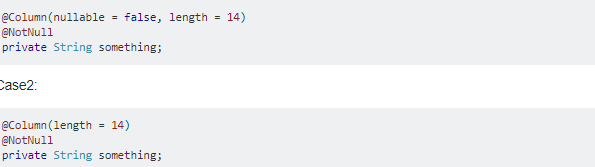 @Column(nullable = false, length = 14)
@NotNull
private String something;
Case2:
@Column(length = 14)
@NotNull
private String something;